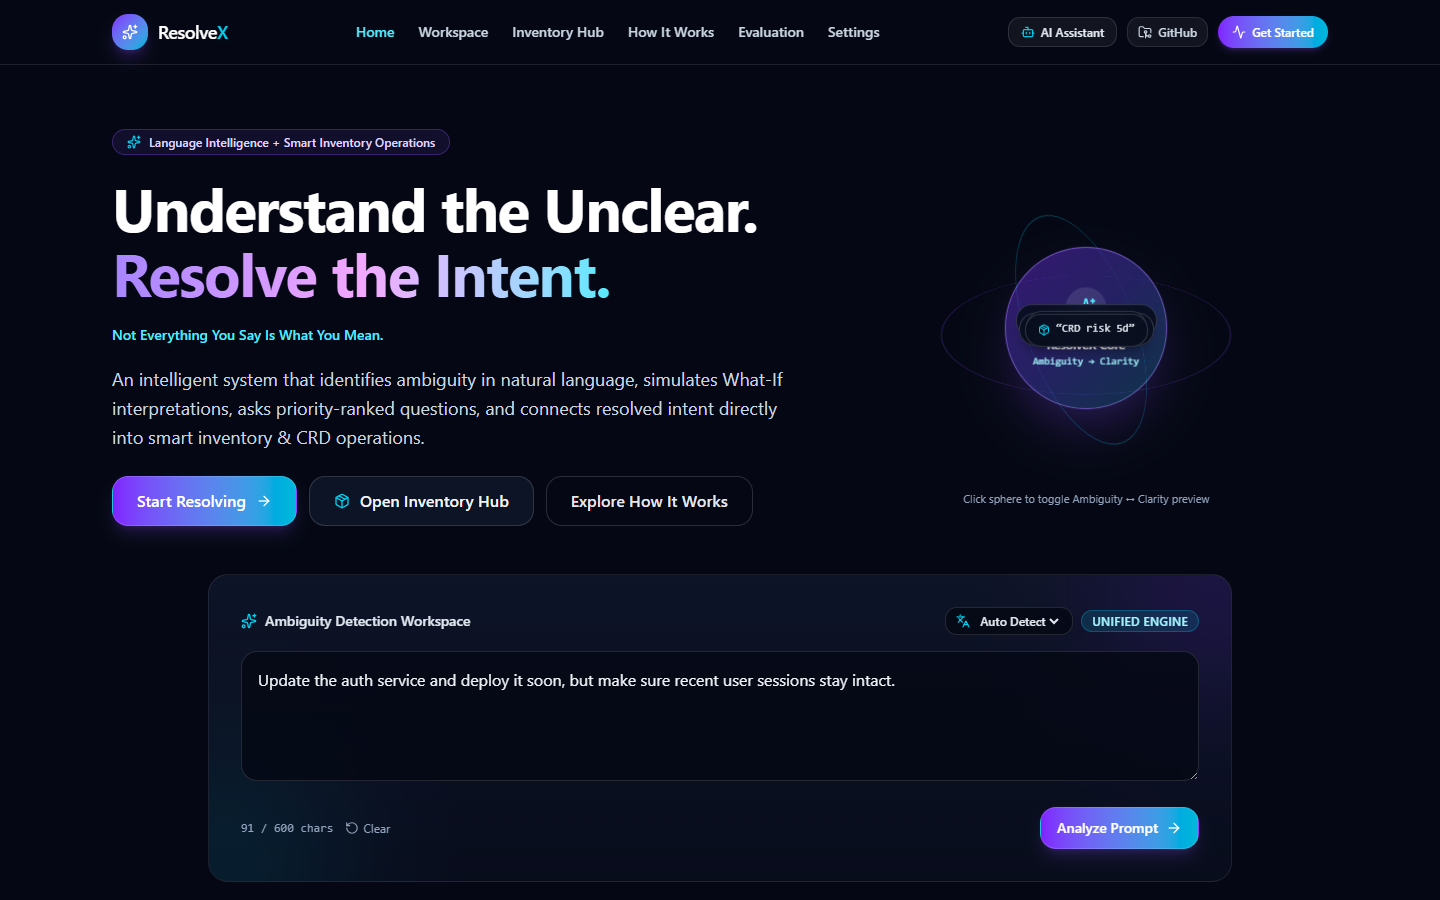 ResolveX
Home
Workspace
Inventory Hub
How It Works
Evaluation
Settings
AI Assistant
GitHub
Get Started
Language Intelligence + Smart Inventory Operations
Understand the Unclear.
Resolve the Intent.
Not Everything You Say Is What You Mean.
An intelligent system that identifies ambiguity in natural language, simulates What-If
interpretations, asks priority-ranked questions, and connects resolved intent directly
into smart inventory & CRD operations.
Start Resolving
Open Inventory Hub
Explore How It Works
“CRD risk 5d”
Ambiguity → Clarity
Click sphere to toggle Ambiguity ↔ Clarity preview
Ambiguity Detection Workspace
Auto Detect
UNIFIED ENGINE
Update the auth service and deploy it soon, but make sure recent user sessions stay intact.
91 / 600 chars
Clear
Analyze Prompt